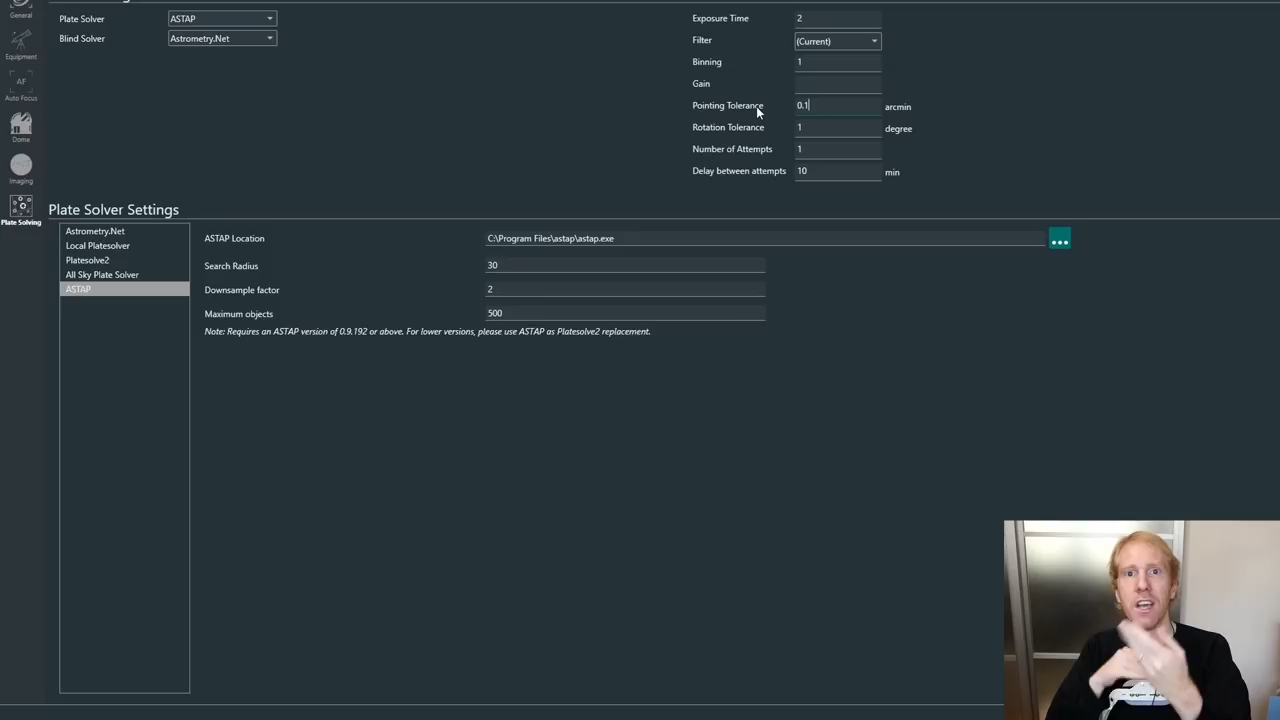 General
Equipment
AF
Auto Focus
Dome
Imaging
Plate Solving
Plate Solver ASTAP
Blind Solver Astrometry.Net
Exposure Time 2
Filter (Current)
Binning 1
Gain
Pointing Tolerance 0.1 arcmin
Rotation Tolerance 1 degree
Number of Attempts 1
Delay between attempts 10 min
Plate Solver Settings
Astrometry.Net
Local Platesolver
Platesolve2
All Sky Plate Solver
ASTAP
ASTAP Location C:\Program Files\astap\astap.exe ...
Search Radius 30
Downsample factor 2
Maximum objects 500
Note: Requires an ASTAP version of 0.9.192 or above. For lower versions, please use ASTAP as Platesolve2 replacement.